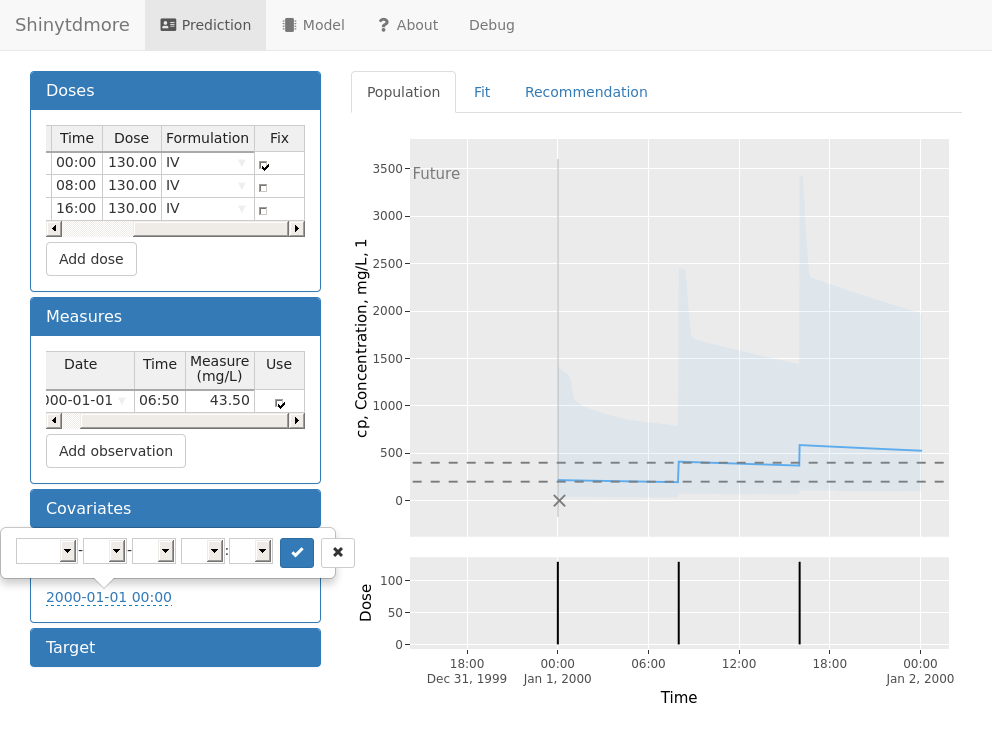 Shinytdmore Prediction Model ? About Debug
Doses
Time Dose Formulation Fix
00:00 130.00 IV
08:00 130.00 IV
16:00 130.00 IV
Add dose
Measures
Date Time Measure (mg/L) Use
000-01-01 06:50 43.50
Add observation
Covariates
- - :
2000-01-01 00:00
Target
Population Fit Recommendation
Future
cp, Concentration, mg/L, 1
3500
3000
2500
2000
1500
1000
500
0
Dose
100
50
0
18:00 00:00 06:00 12:00 18:00 00:00
Dec 31, 1999 Jan 1, 2000 Jan 2, 2000
Time